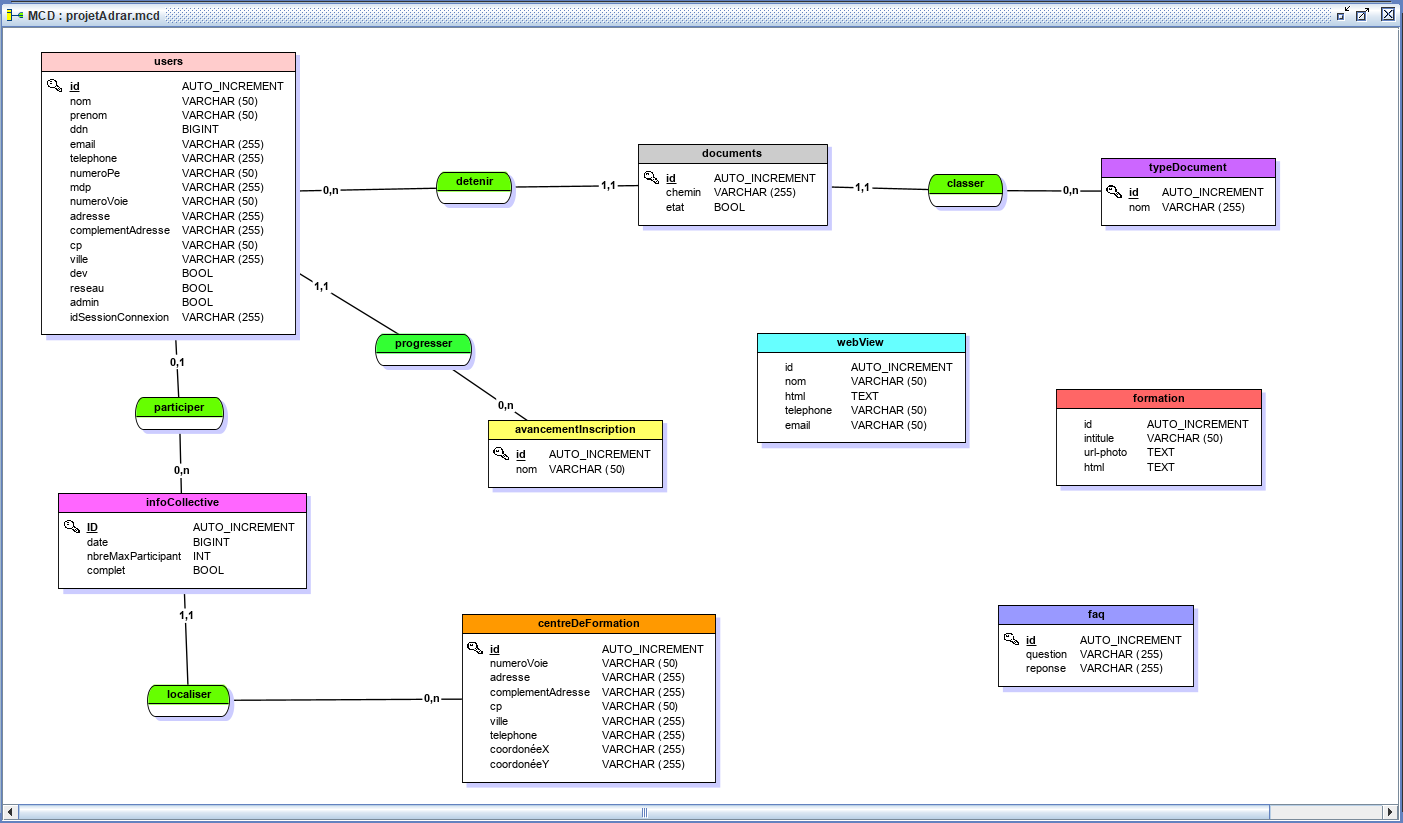 MCD : projetAdrar.mcd
users
id AUTO_INCREMENT
nom VARCHAR (50)
prenom VARCHAR (50)
ddn BIGINT
email VARCHAR (255)
telephone VARCHAR (255)
numeroPe VARCHAR (50)
mdp VARCHAR (255)
numeroVoie VARCHAR (50)
adresse VARCHAR (255)
complementAdresse VARCHAR (255)
cp VARCHAR (50)
ville VARCHAR (255)
dev BOOL
reseau BOOL
admin BOOL
idSessionConnexion VARCHAR (255)
0,n
detenir
1,1
documents
id AUTO_INCREMENT
chemin VARCHAR (255)
etat BOOL
1,1
classer
0,n
typeDocument
id AUTO_INCREMENT
nom VARCHAR (255)
1,1
progresser
0,n
avancementInscription
id AUTO_INCREMENT
nom VARCHAR (50)
webView
id AUTO_INCREMENT
nom VARCHAR (50)
html TEXT
telephone VARCHAR (50)
email VARCHAR (50)
formation
id AUTO_INCREMENT
intitule VARCHAR (50)
url-photo TEXT
html TEXT
0,1
participer
0,n
infoCollective
ID AUTO_INCREMENT
date BIGINT
nbreMaxParticipant INT
complet BOOL
1,1
localiser
0,n
centreDeFormation
id AUTO_INCREMENT
numeroVoie VARCHAR (50)
adresse VARCHAR (255)
complementAdresse VARCHAR (255)
cp VARCHAR (50)
ville VARCHAR (255)
telephone VARCHAR (255)
coordonéeX VARCHAR (255)
coordonéeY VARCHAR (255)
faq
id AUTO_INCREMENT
question VARCHAR (255)
reponse VARCHAR (255)